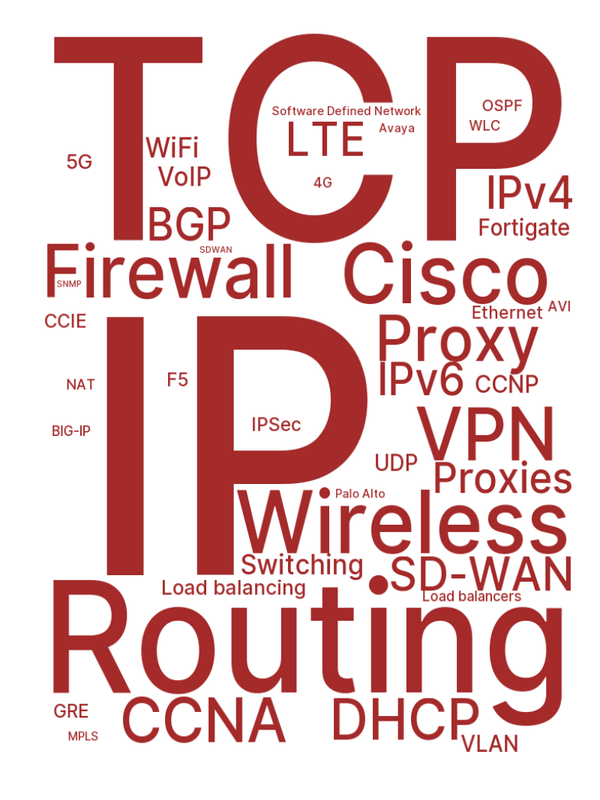 TCP
Software Defined Network
LTE
Avaya
OSPF
WLC
5G
WiFi
VoIP
4G
IPv4
BGP
Fortigate
SDWAN
Firewall
SNMP
Cisco
Ethernet
AVI
CCIE
IP
Proxy
IPv6
CCNP
NAT
F5
BIG-IP
IPSec
VPN
UDP
Proxies
Palo Alto
Wireless
Switching
SD-WAN
Load balancing
Load balancers
Routing
GRE
CCNA
DHCP
MPLS
VLAN